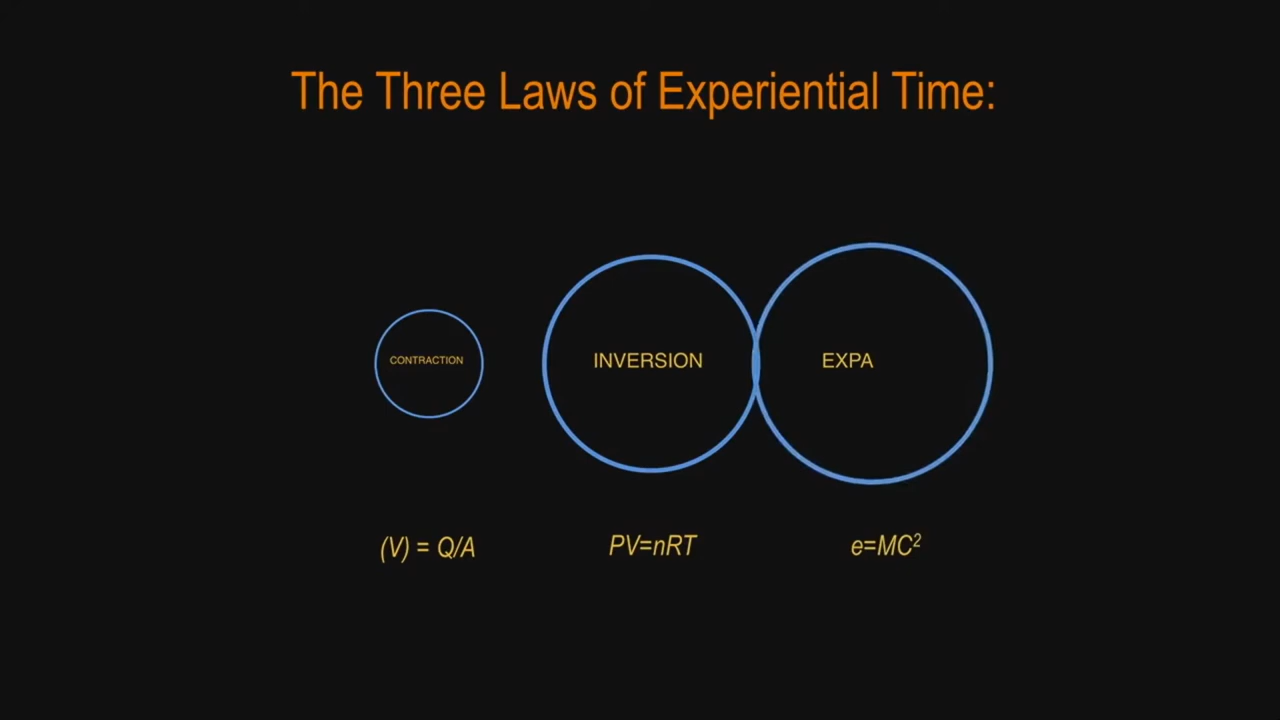 The Three Laws of Experiential Time:
CONTRACTION
INVERSION
EXPA
(V) = Q/A
PV=nRT
e=MC²